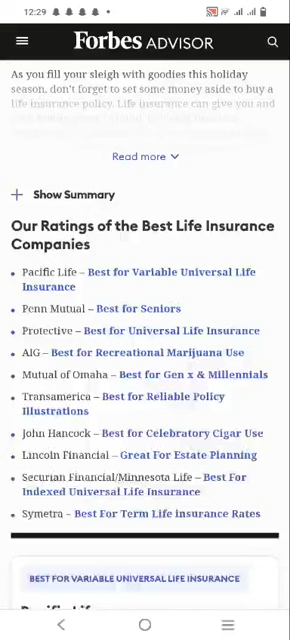 12:29
Forbes ADVISOR
As you fill your sleigh with goodies this holiday
season, don't forget to set some money aside to buy a
life insurance policy. Life insurance can give you and
Read more
Show Summary
Our Ratings of the Best Life Insurance
Companies
Pacific Life – Best for Variable Universal Life
Insurance
Penn Mutual – Best for Seniors
Protective – Best for Universal Life Insurance
AIG – Best for Recreational Marijuana Use
Mutual of Omaha – Best for Gen x & Millennials
Transamerica – Best for Reliable Policy
Illustrations
John Hancock – Best for Celebratory Cigar Use
Lincoln Financial – Great For Estate Planning
Securian Financial/Minnesota Life – Best For
Indexed Universal Life Insurance
Symetra – Best For Term Life insurance Rates
BEST FOR VARIABLE UNIVERSAL LIFE INSURANCE